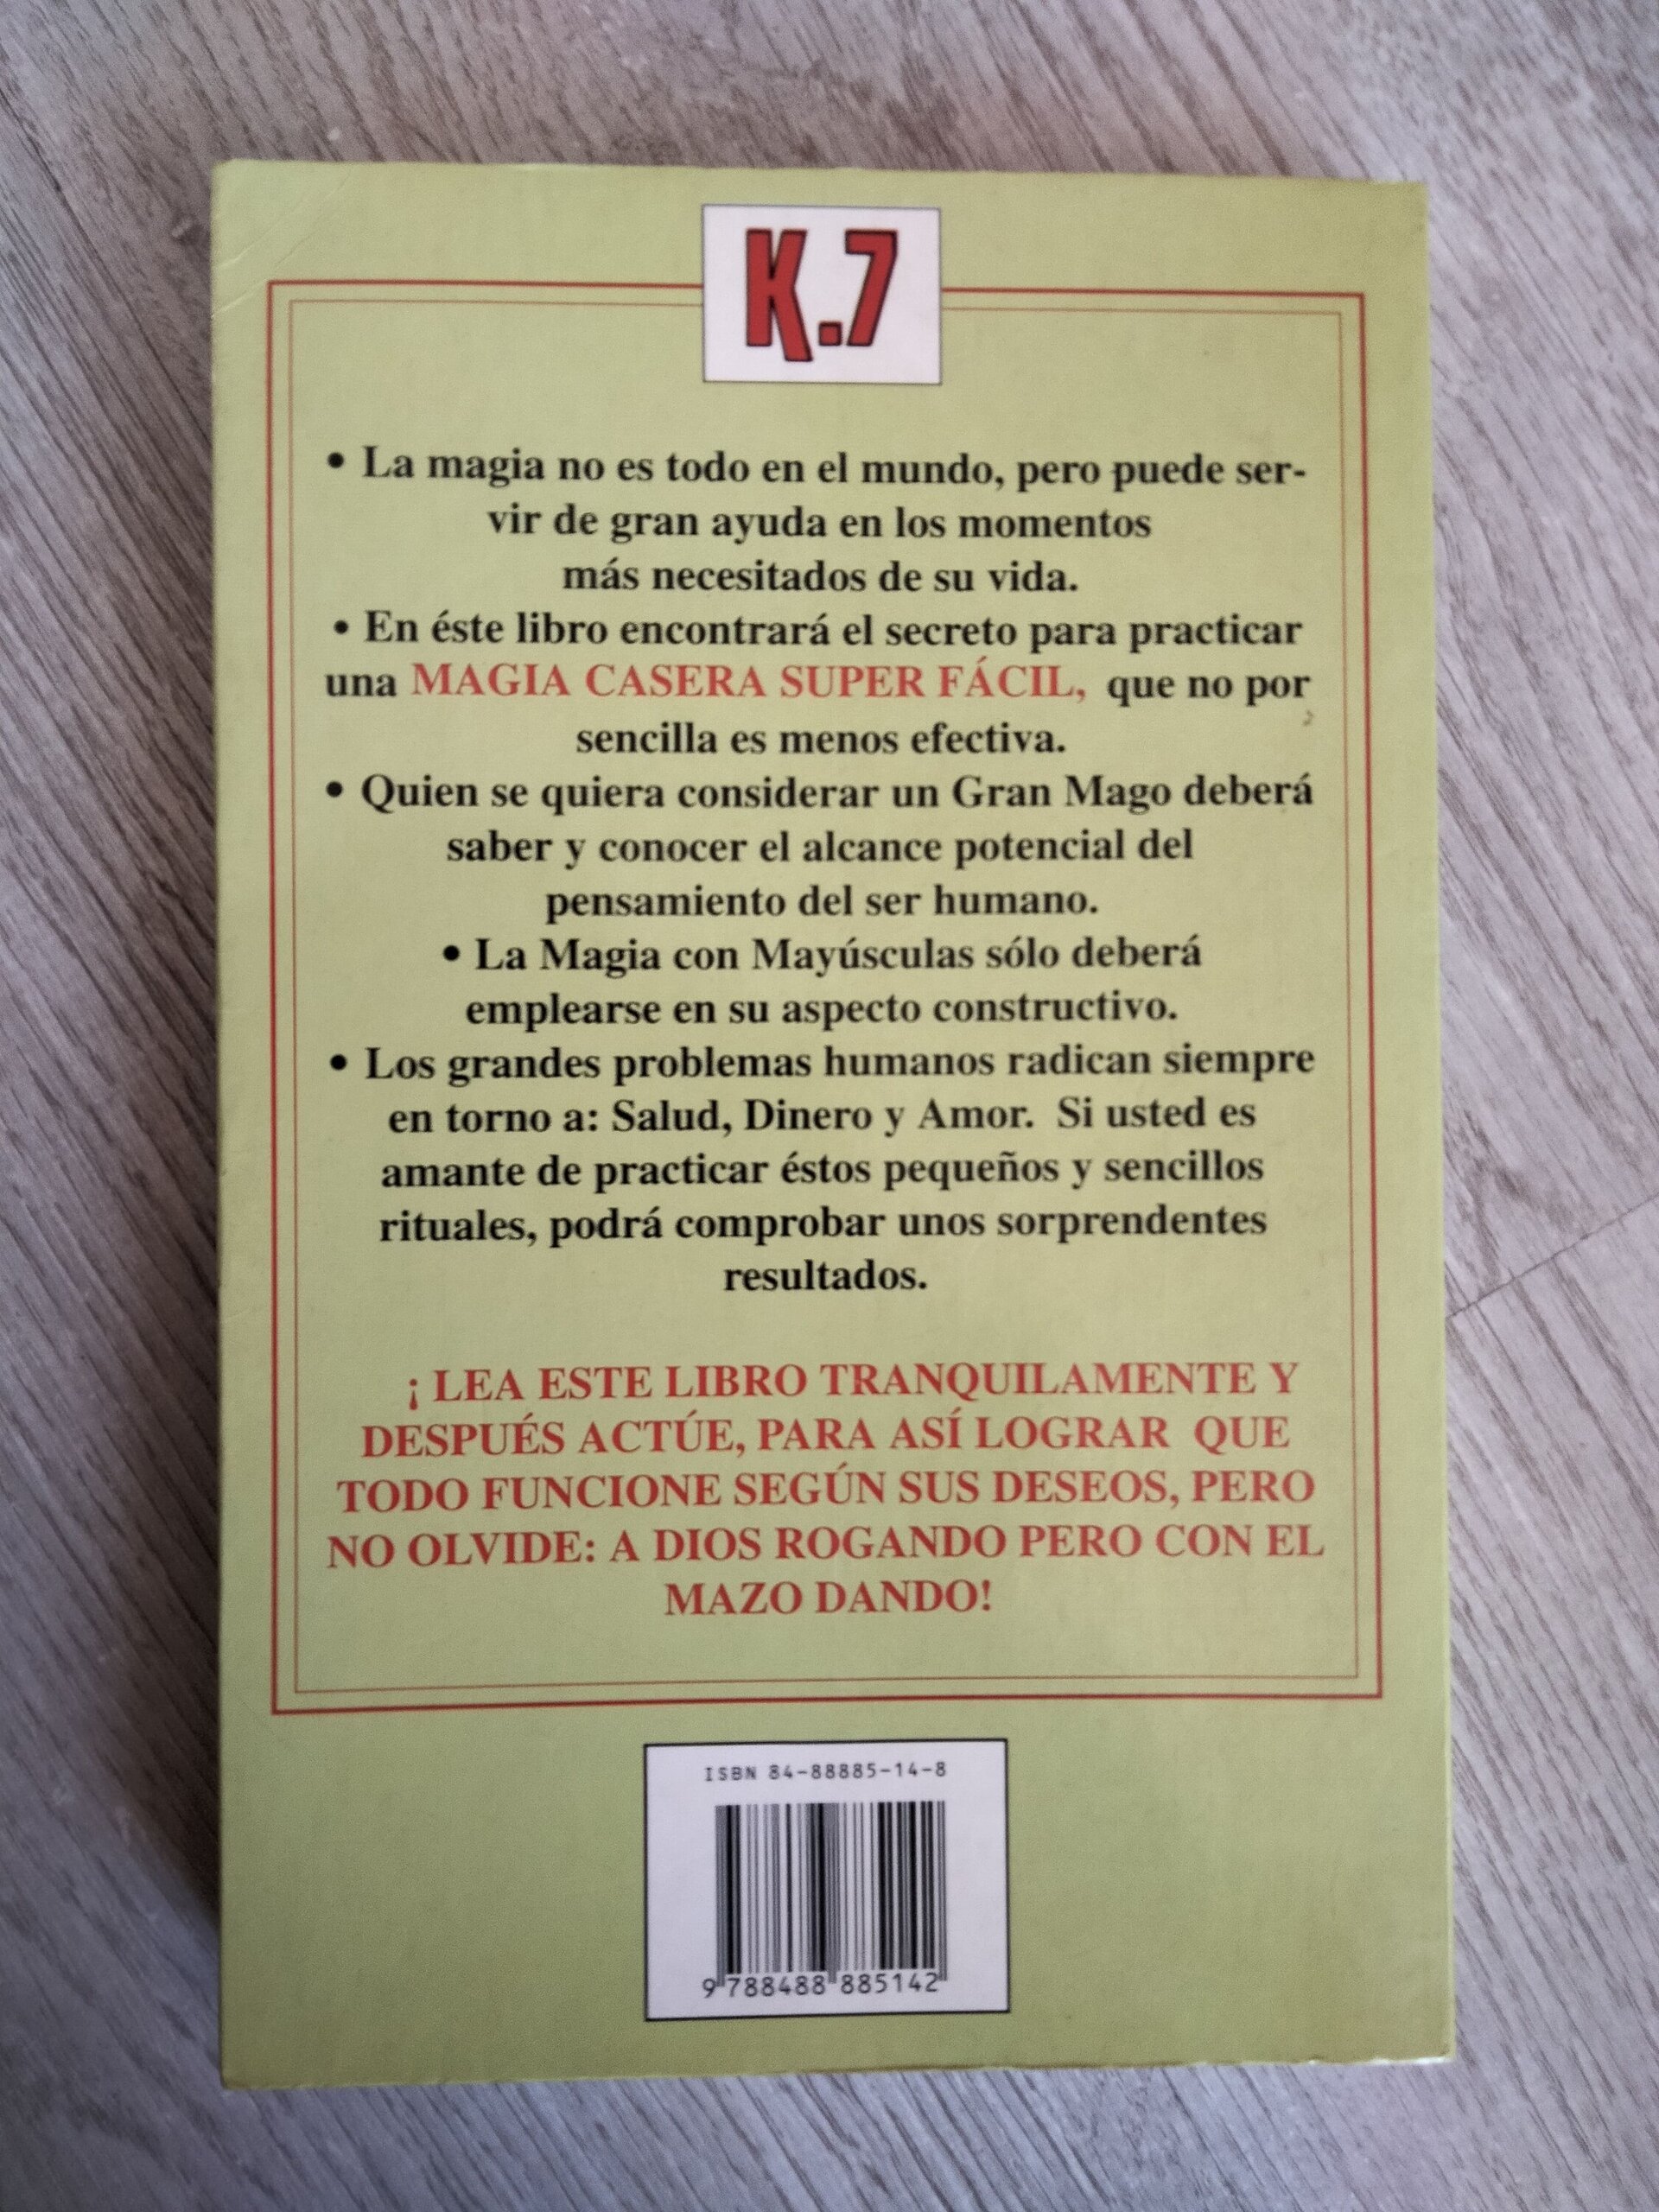 K.7
• La magia no es todo en el mundo, pero puede ser-
vir de gran ayuda en los momentos
más necesitados de su vida.
• En éste libro encontrará el secreto para practicar
una MAGIA CASERA SUPER FÁCIL, que no por
sencilla es menos efectiva.
• Quien se quiera considerar un Gran Mago deberá
saber y conocer el alcance potencial del
pensamiento del ser humano.
• La Magia con Mayúsculas sólo deberá
emplearse en su aspecto constructivo.
• Los grandes problemas humanos radican siempre
en torno a: Salud, Dinero y Amor. Si usted es
amante de practicar éstos pequeños y sencillos
rituales, podrá comprobar unos sorprendentes
resultados.
¡ LEA ESTE LIBRO TRANQUILAMENTE Y
DESPUÉS ACTÚE, PARA ASÍ LOGRAR QUE
TODO FUNCIONE SEGÚN SUS DESEOS, PERO
NO OLVIDE: A DIOS ROGANDO PERO CON EL
MAZO DANDO!
ISBN 84-88885-14-8
9 788488 885142